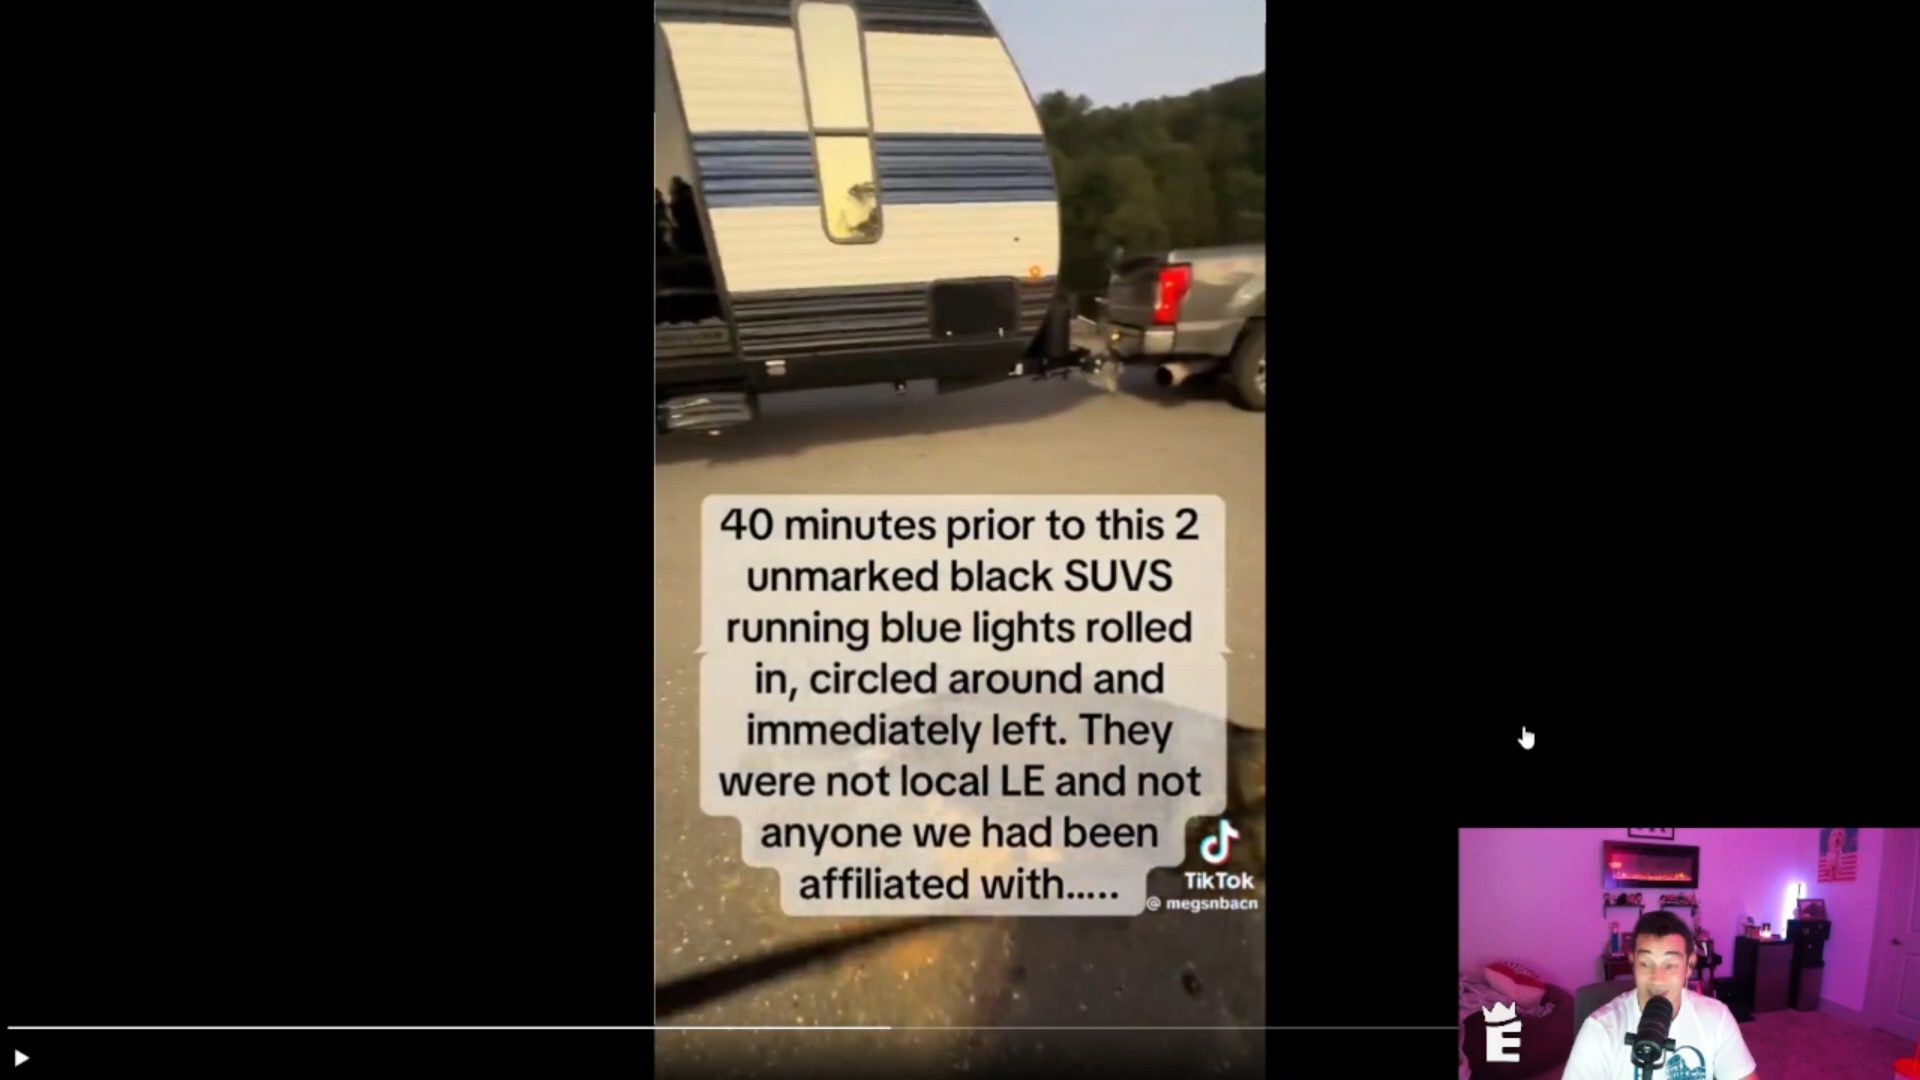 40 minutes prior to this 2
unmarked black SUVS
running blue lights rolled
in, circled around and
immediately left. They
were not local LE and not
anyone we had been
affiliated with.....
TikTok
@ megsnbacn
E